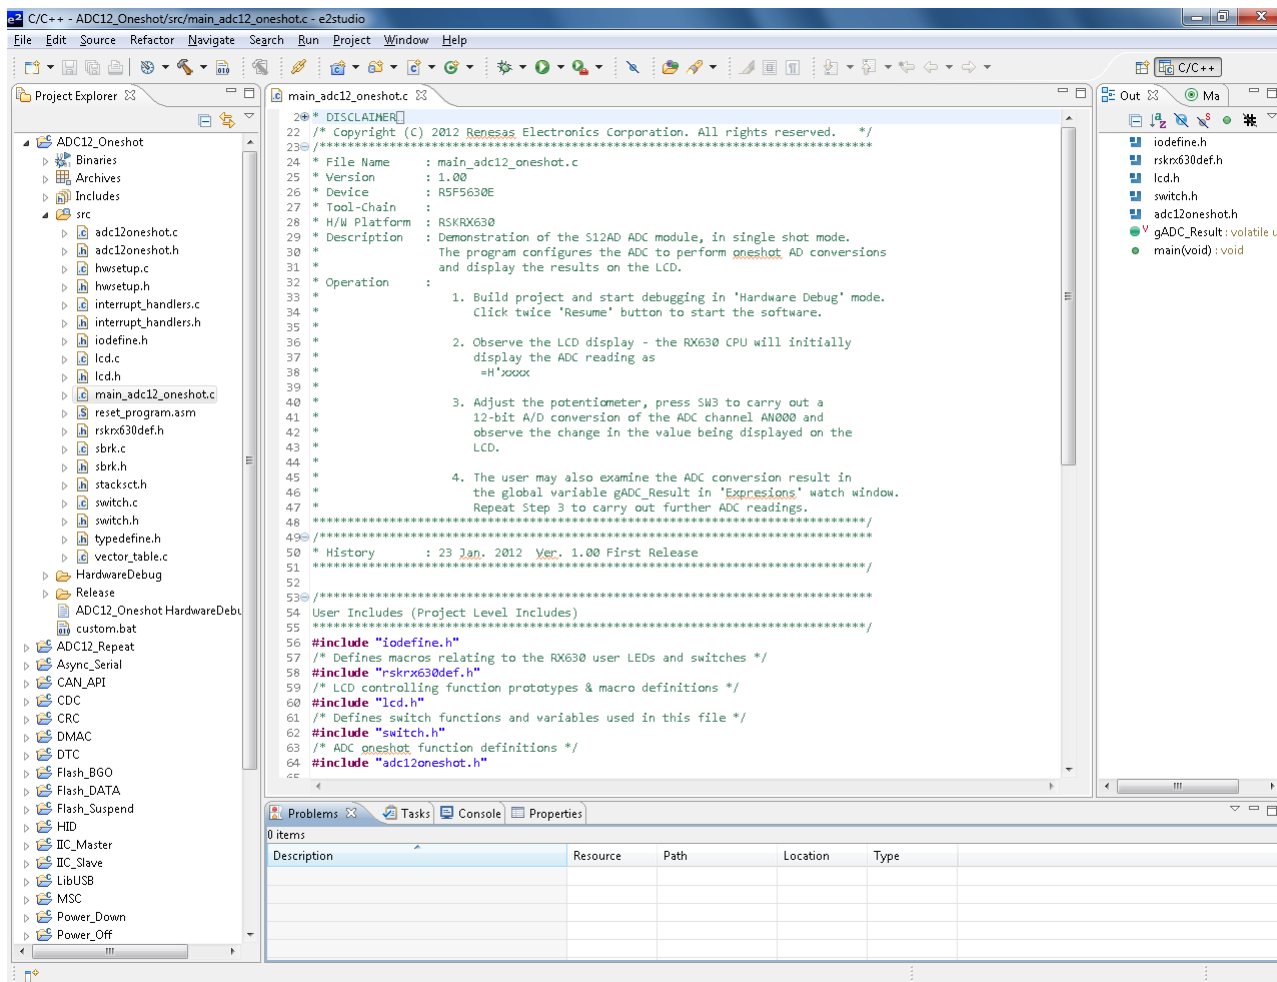 C/C++ - ADC12_Oneshot/src/main_adc12_oneshot.c - e2studio
File Edit Source Refactor Navigate Search Run Project Window Help
C/C++
Project Explorer
ADC12_Oneshot
Binaries
Archives
Includes
src
adc12oneshot.c
adc12oneshot.h
hwsetup.c
hwsetup.h
interrupt_handlers.c
interrupt_handlers.h
iodefine.h
lcd.c
lcd.h
main_adc12_oneshot.c
reset_program.asm
rskrx630def.h
sbrk.c
sbrk.h
stacksct.h
switch.c
switch.h
typedefine.h
vector_table.c
HardwareDebug
Release
ADC12_Oneshot HardwareDebu
custom.bat
ADC12_Repeat
Async_Serial
CAN_API
CDC
CRC
DMAC
DTC
Flash_BGO
Flash_DATA
Flash_Suspend
HID
IIC_Master
IIC_Slave
LibUSB
MSC
Power_Down
Power_Off
main_adc12_oneshot.c
2 * DISCLAIMER
22 /* Copyright (C) 2012 Renesas Electronics Corporation. All rights reserved. */
23 /*******************************************************************************
24 * File Name : main_adc12_oneshot.c
25 * Version : 1.00
26 * Device : R5F5630E
27 * Tool-Chain :
28 * H/W Platform : RSKRX630
29 * Description : Demonstration of the S12AD ADC module, in single shot mode.
30 * The program configures the ADC to perform oneshot AD conversions
31 * and display the results on the LCD.
32 * Operation :
33 * 1. Build project and start debugging in 'Hardware Debug' mode.
34 * Click twice 'Resume' button to start the software.
35 *
36 * 2. Observe the LCD display - the RX630 CPU will initially
37 * display the ADC reading as
38 * =H'xxxx
39 *
40 * 3. Adjust the potentiometer, press SW3 to carry out a
41 * 12-bit A/D conversion of the ADC channel AN000 and
42 * observe the change in the value being displayed on the
43 * LCD.
44 *
45 * 4. The user may also examine the ADC conversion result in
46 * the global variable gADC_Result in 'Expresions' watch window.
47 * Repeat Step 3 to carry out further ADC readings.
48 *******************************************************************************/
49 /*******************************************************************************
50 * History : 23 Jan. 2012 Ver. 1.00 First Release
51 *******************************************************************************/
52
53 /*******************************************************************************
54 User Includes (Project Level Includes)
55 *******************************************************************************/
56 #include "iodefine.h"
57 /* Defines macros relating to the RX630 user LEDs and switches */
58 #include "rskrx630def.h"
59 /* LCD controlling function prototypes & macro definitions */
60 #include "lcd.h"
61 /* Defines switch functions and variables used in this file */
62 #include "switch.h"
63 /* ADC oneshot function definitions */
64 #include "adc12oneshot.h"
65
Out Ma
iodefine.h
rskrx630def.h
lcd.h
switch.h
adc12oneshot.h
gADC_Result : volatile u
main(void) : void
Problems Tasks Console Properties
0 items
Description Resource Path Location Type